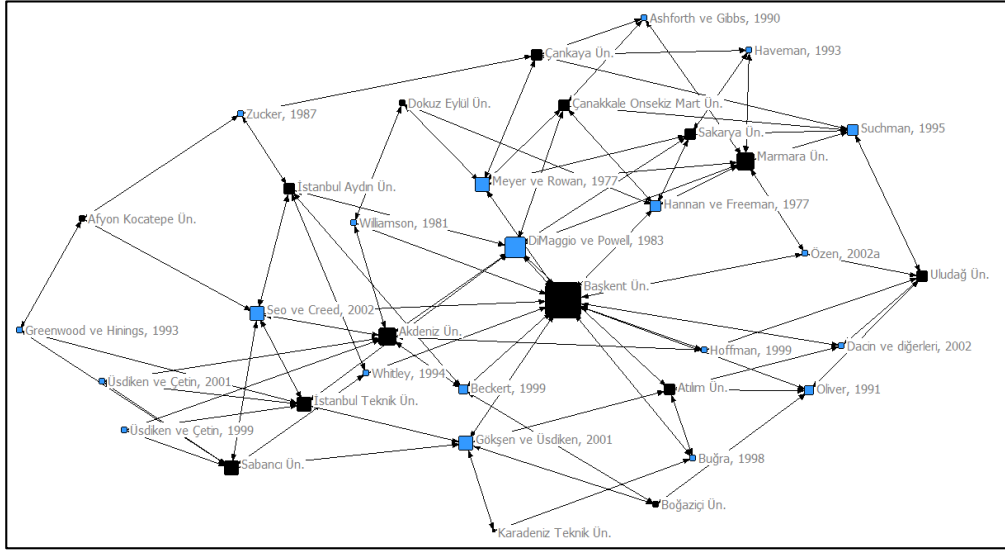 Ashforth ve Gibbs, 1990
Çankaya Ün.
Haveman, 1993
Dokuz Eylül Ün.
Çanakkale Onsekiz Mart Ün.
Zucker, 1987
Suchman, 1995
Sakarya Ün.
Marmara Ün.
Meyer ve Rowan, 1977
İstanbul Aydın Ün.
Hannan ve Freeman, 1977
Afyon Kocatepe Ün.
Wiliamson, 1981
DiMaggio ve Powell, 1983
Özen, 2002a
Uludağ Ün.
Başkent Ün.
Seo ve Creed, 2002
Greenwood ve Hinings, 1993
Akdeniz Ün.
Hoffman, 1999
Dacin ve diğerleri, 2002
Whitley, 1994
Üsdiken ve Çetin, 2001
Beckert, 1999
Atılım Ün.
Oliver, 1991
İstanbul Teknik Ün.
Üsdiken ve Çetin, 1999
Gökşen ve Üsdiken, 2001
Buğra, 1998
Sabancı Ün.
Boğaziçi Ün.
Karadeniz Teknik Ün.